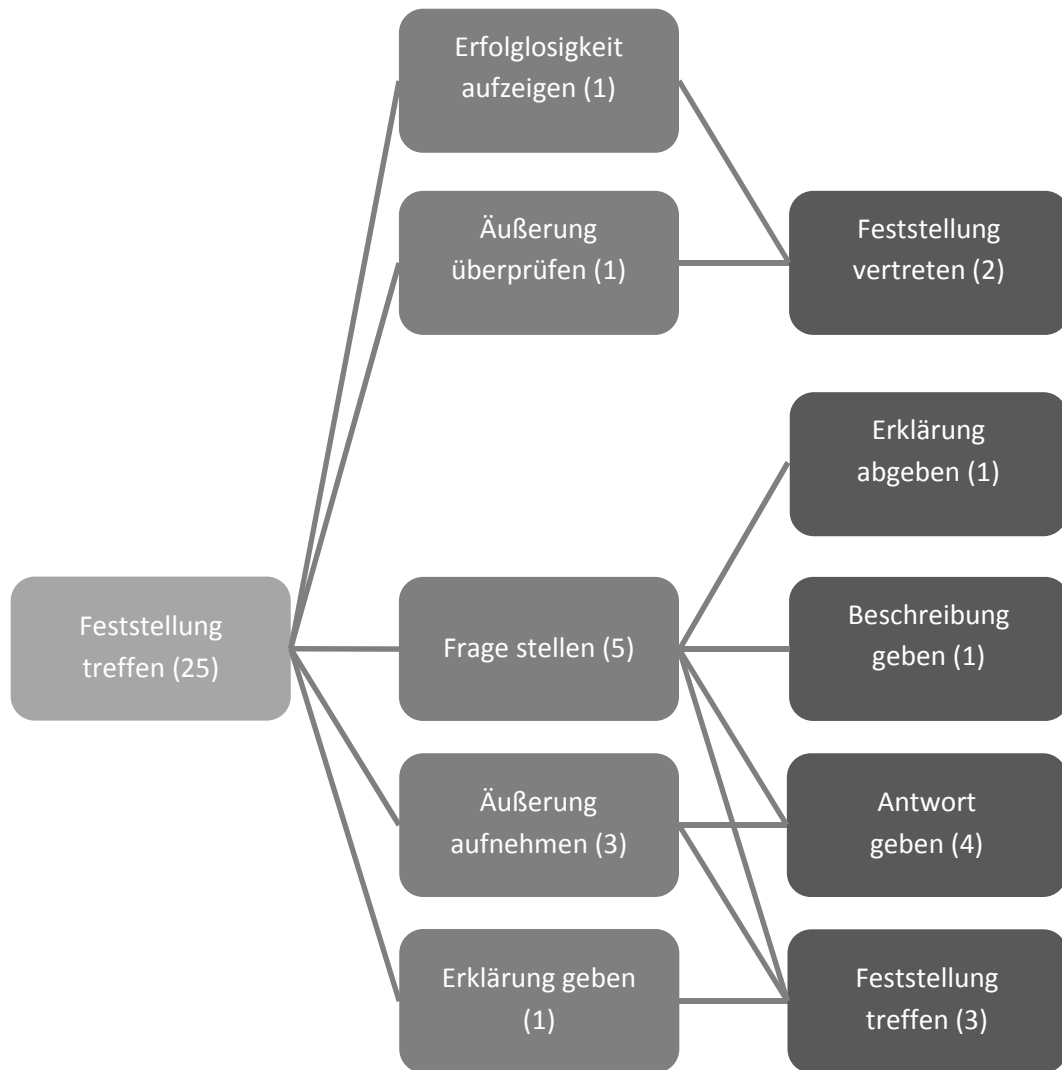 Erfolglosigkeit
aufzeigen (1)
Äußerung
überprüfen (1)
Feststellung
vertreten (2)
Erklärung
abgeben (1)
Feststellung
treffen (25)
Frage stellen (5)
Beschreibung
geben (1)
Äußerung
aufnehmen (3)
Antwort
geben (4)
Erklärung geben
(1)
Feststellung
treffen (3)